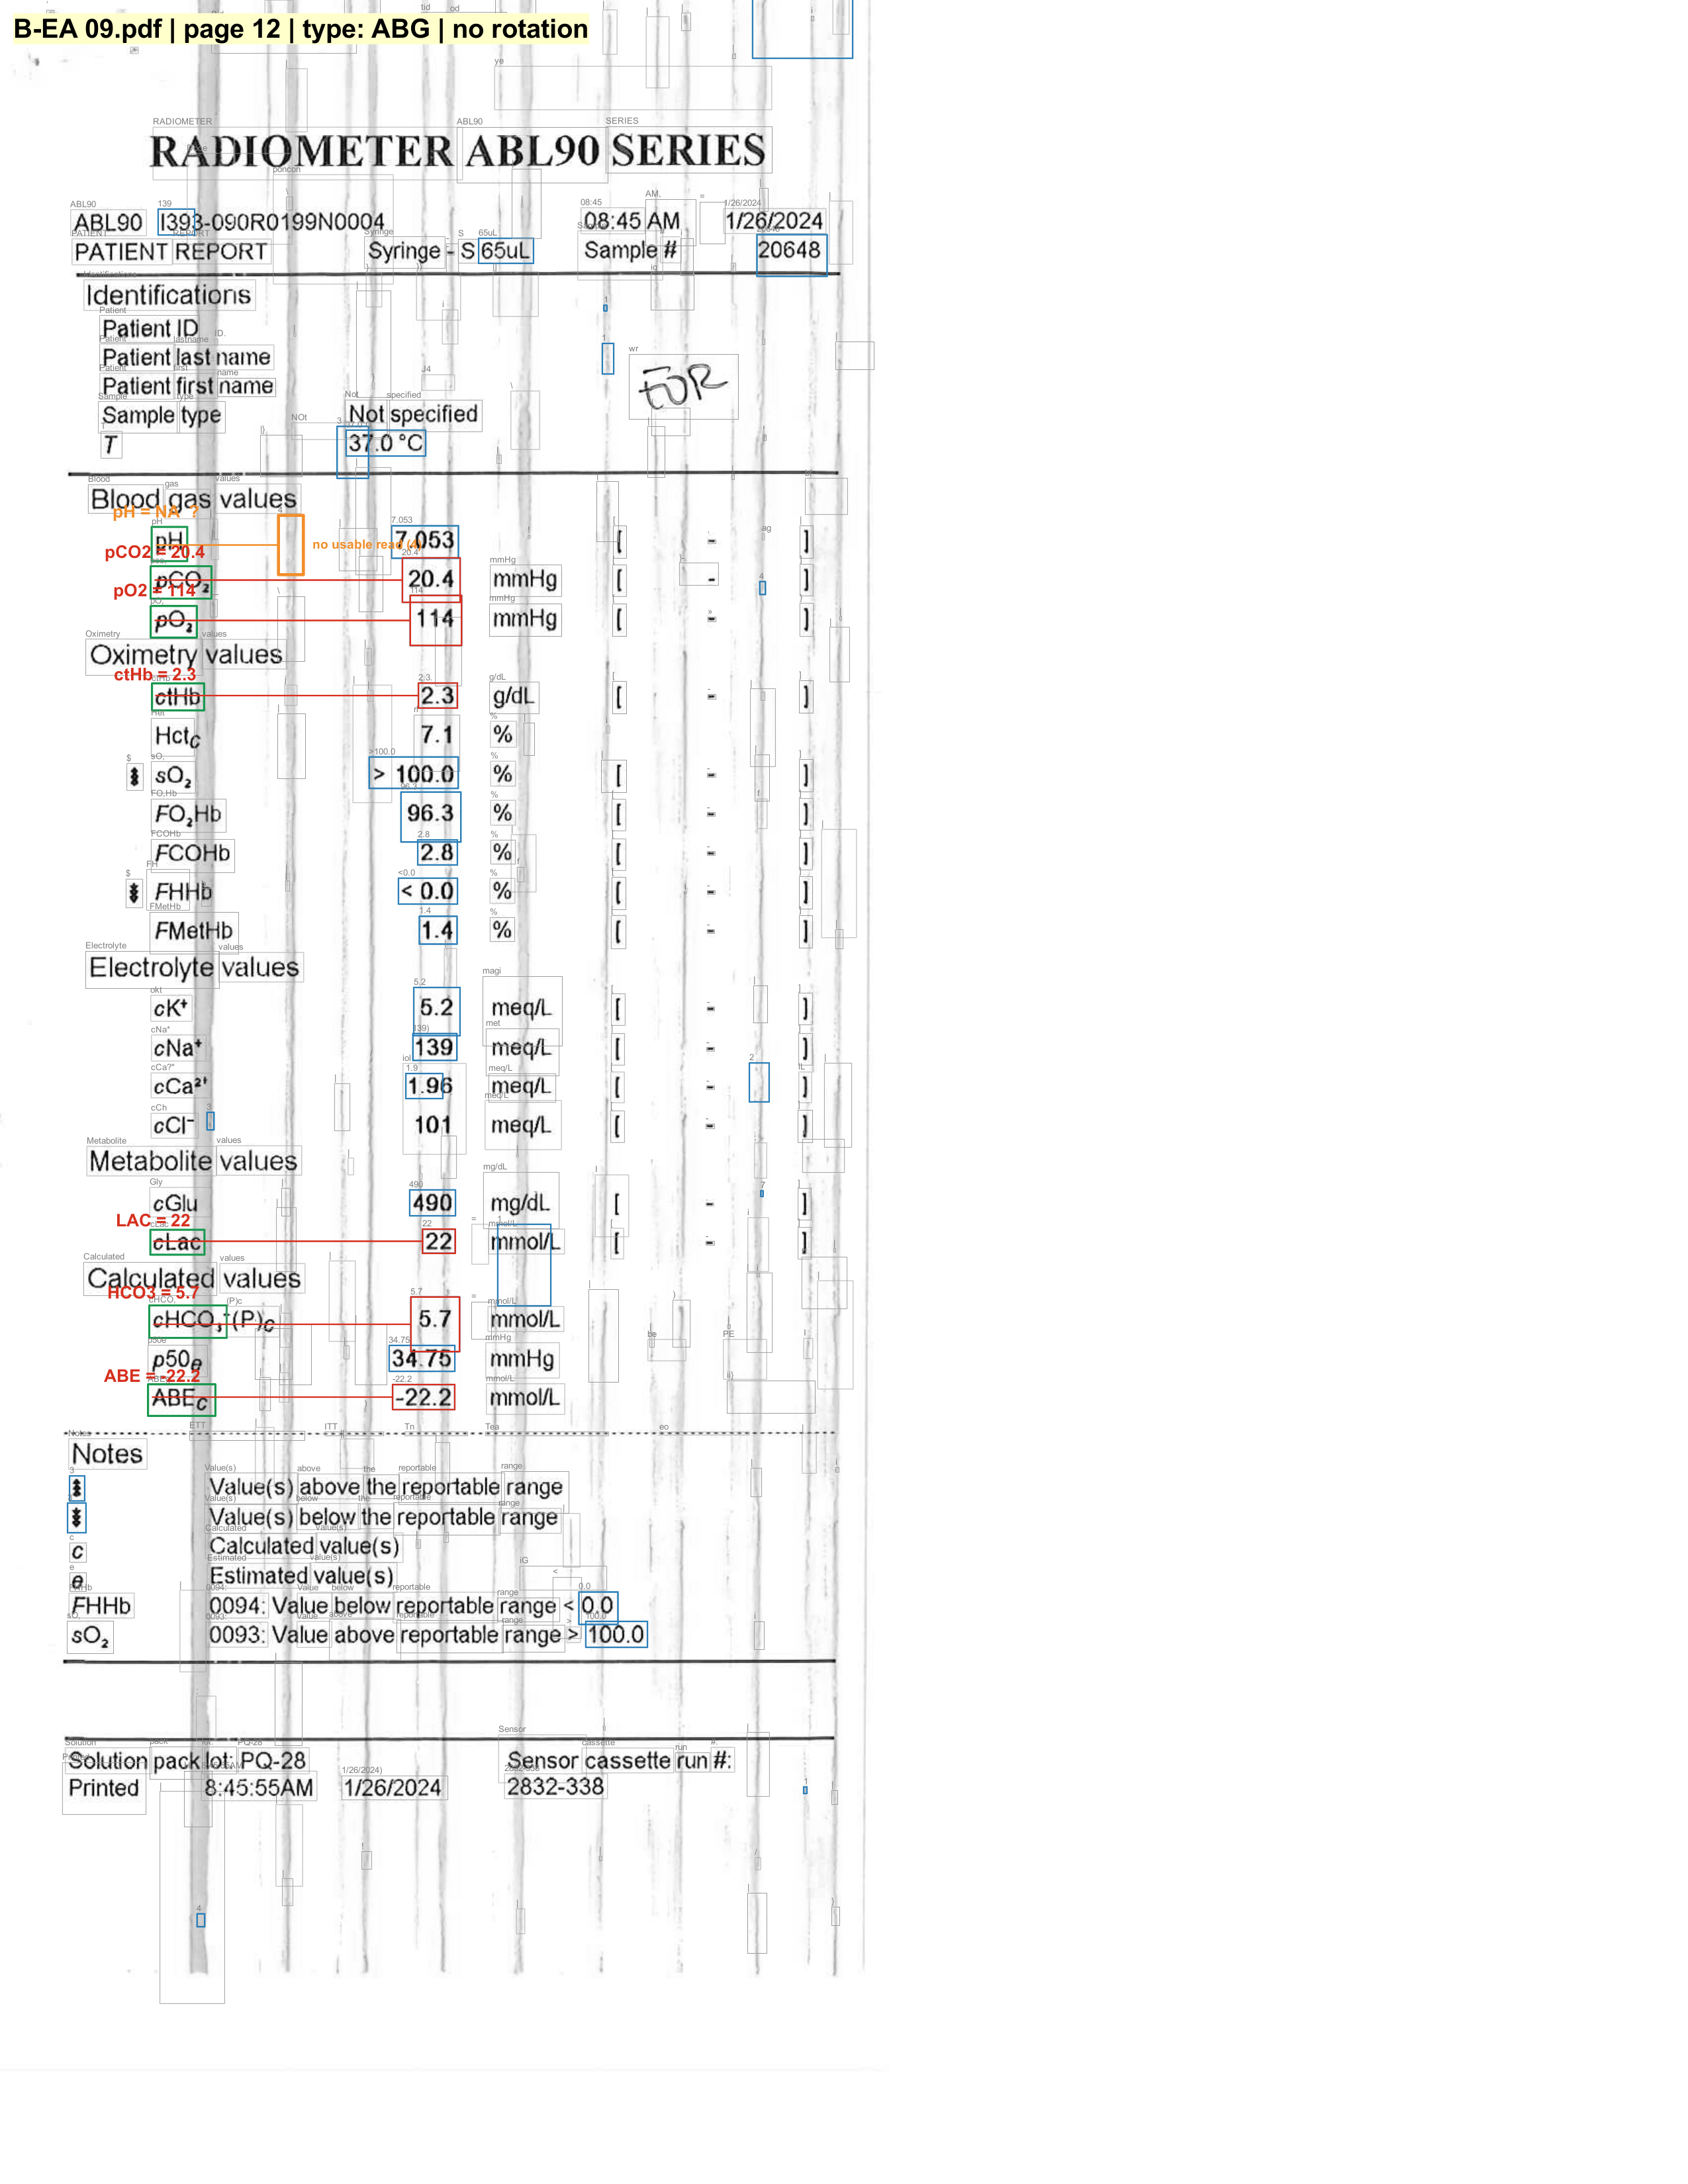 B-EA 09.pdf | page 12 | type: ABG | no rotation
RADIOMETER ABL90 SERIES
ABL90 I393-090R0199N0004 08:45 AM 1/26/2024
PATIENT REPORT Syringe - S 65uL Sample # 20648
Identifications
Patient ID
Patient last name
Patient first name
Sample type Not specified
T 37.0 °C
Blood gas values
pH = NA ?
pH 7.053 [ - ]
no usable read (4)
pCO2 = 20.4
pCO₂ 20.4 mmHg [ - ]
pO2 = 114
pO₂ 114 mmHg [ - ]
Oximetry values
ctHb = 2.3
ctHb 2.3 g/dL [ - ]
Hctc 7.1 %
sO₂ > 100.0 % [ - ]
FO₂Hb 96.3 % [ - ]
FCOHb 2.8 % [ - ]
FHHb < 0.0 % [ - ]
FMetHb 1.4 % [ - ]
Electrolyte values
cK⁺ 5.2 meq/L [ - ]
cNa⁺ 139 meq/L [ - ]
cCa²⁺ 1.96 meq/L [ - ]
cCl⁻ 101 meq/L [ - ]
Metabolite values
cGlu 490 mg/dL [ - ]
LAC = 22
cLac 22 mmol/L [ - ]
Calculated values
HCO3 = 5.7
cHCO₃⁻(P)c 5.7 mmol/L
p50e 34.75 mmHg
ABE = -22.2
ABEc -22.2 mmol/L
Notes
Value(s) above the reportable range
Value(s) below the reportable range
c Calculated value(s)
e Estimated value(s)
FHHb 0094: Value below reportable range < 0.0
sO₂ 0093: Value above reportable range > 100.0
Solution pack lot: PQ-28 Sensor cassette run #:
Printed 8:45:55AM 1/26/2024 2832-338